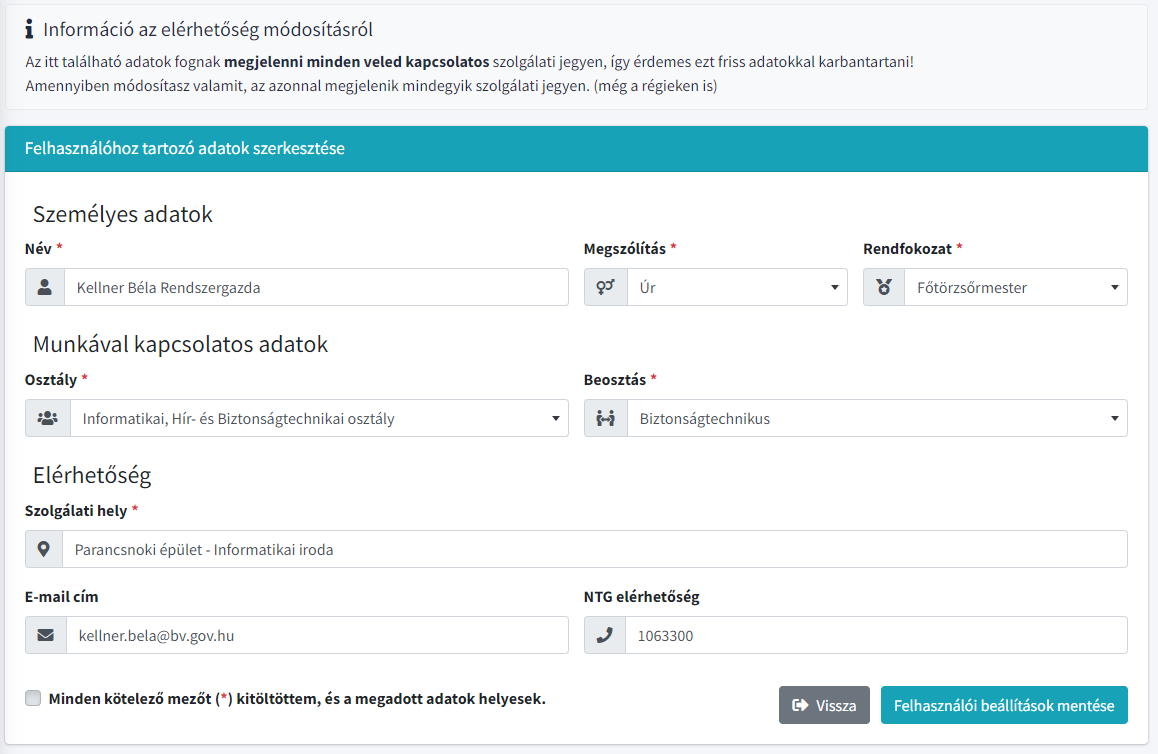 Információ az elérhetőség módosításról
Az itt található adatok fognak megjelenni minden veled kapcsolatos szolgálati jegyen, így érdemes ezt friss adatokkal karbantartani!
Amennyiben módosítasz valamit, az azonnal megjelenik mindegyik szolgálati jegyen. (még a régieken is)
Felhasználóhoz tartozó adatok szerkesztése
Személyes adatok
Név * Megszólítás * Rendfokozat *
Kellner Béla Rendszergazda Úr Főtörzsőrmester
Munkával kapcsolatos adatok
Osztály * Beosztás *
Informatikai, Hír- és Biztonságtechnikai osztály Biztonságtechnikus
Elérhetőség
Szolgálati hely *
Parancsnoki épület - Informatikai iroda
E-mail cím NTG elérhetőség
kellner.bela@bv.gov.hu 1063300
Minden kötelező mezőt (*) kitöltöttem, és a megadott adatok helyesek. Vissza Felhasználói beállítások mentése